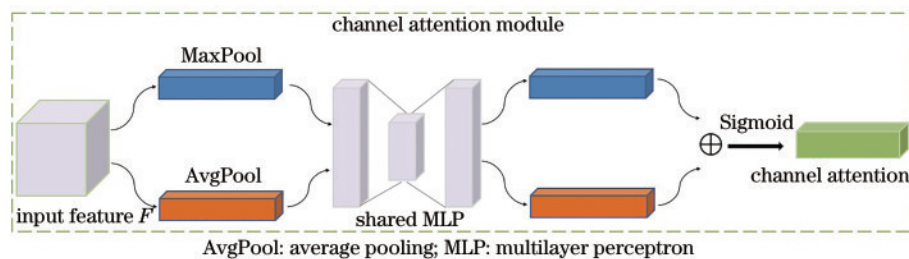 channel attention module
MaxPool
AvgPool
input feature F
shared MLP
Sigmoid
channel attention
AvgPool: average pooling; MLP: multilayer perceptron